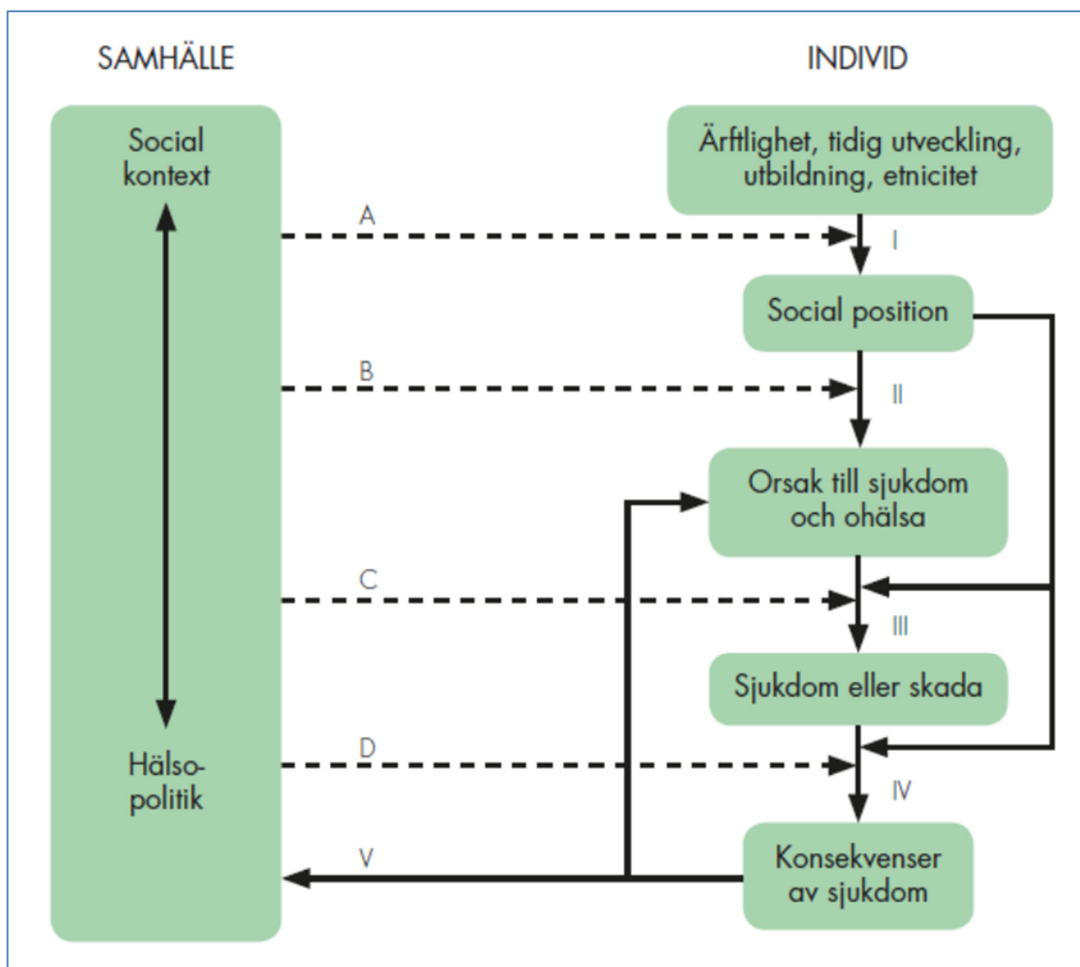 SAMHÄLLE
INDIVID
Social
kontext
Ärftlighet, tidig utveckling,
utbildning, etnicitet
A
I
Social position
B
II
Orsak till sjukdom
och ohälsa
C
III
Sjukdom eller skada
D
Hälso-
politik
IV
V
Konsekvenser
av sjukdom